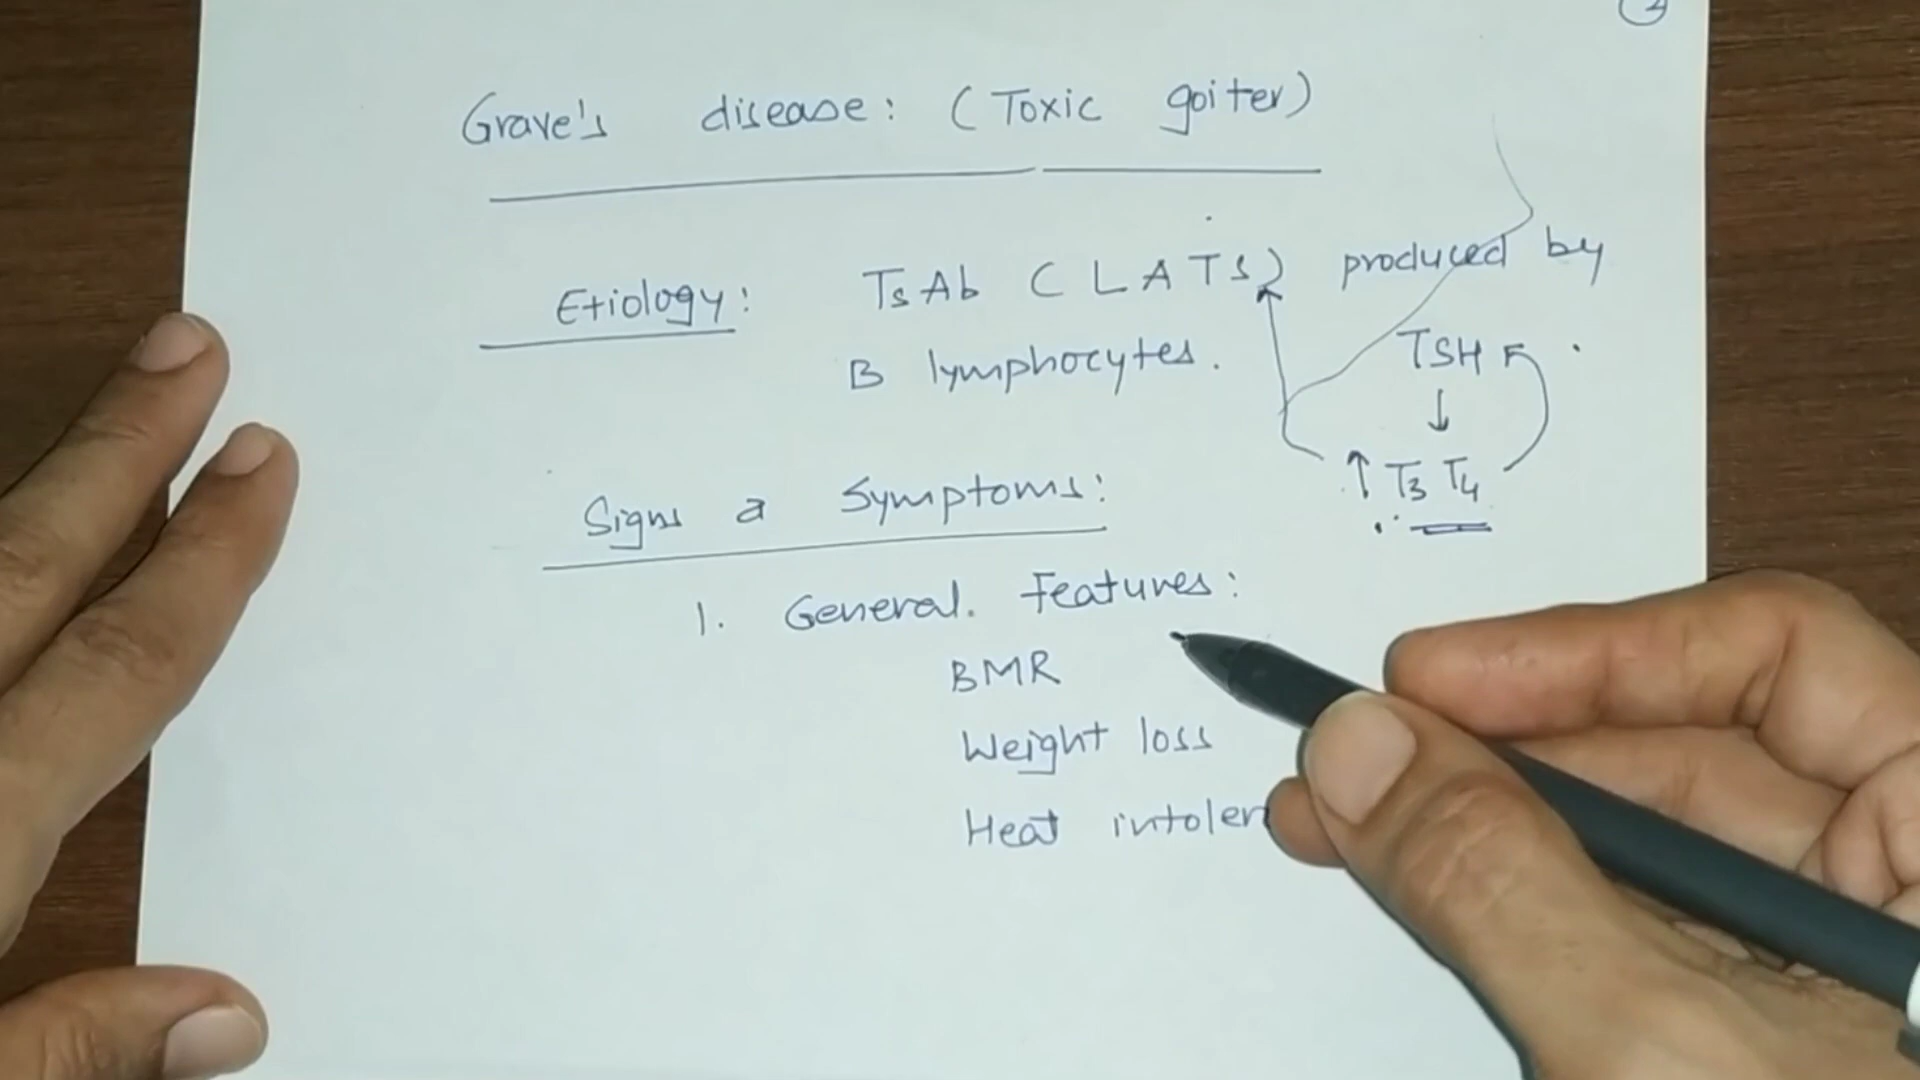 2
Grave's disease: (Toxic goiter)
Etiology: TsAb (LATS) produced by
B lymphocytes.
TSH
↓
↑ T3 T4
Signs & Symptoms:
1. General. Features:
BMR
Weight loss
Heat intoler